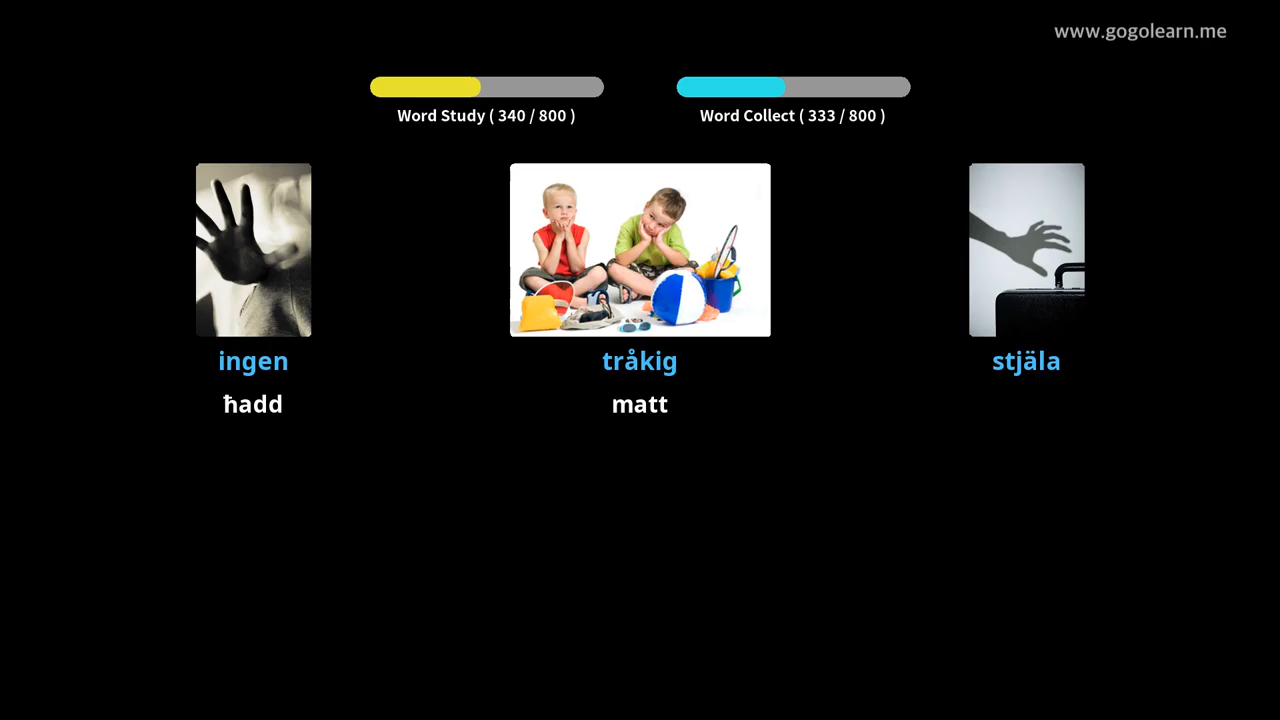 www.gogolearn.me
Word Study ( 340 / 800 )
Word Collect ( 333 / 800 )
ingen
tråkig
stjäla
ħadd
matt